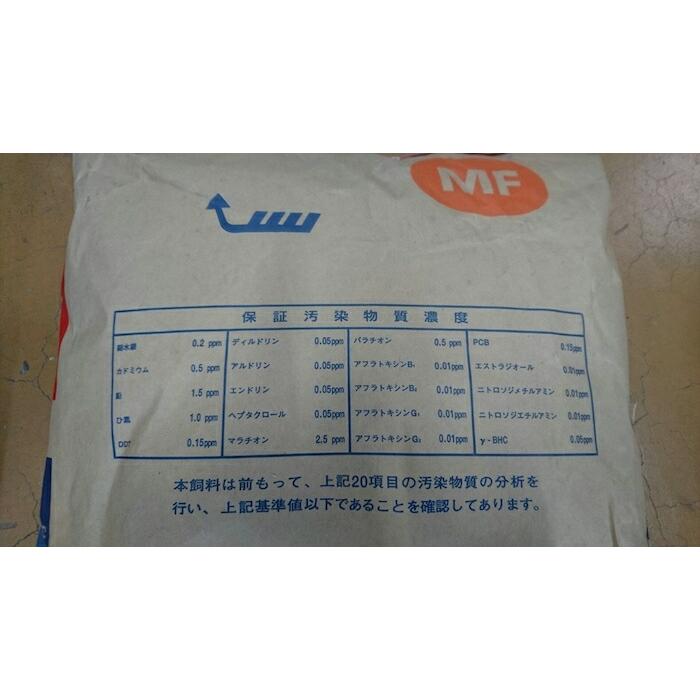 MF
保証汚染物質濃度
総水銀 0.2 ppm ディルドリン 0.05ppm パラチオン 0.5 ppm PCB 0.15ppm
カドミウム 0.5 ppm アルドリン 0.05ppm アフラトキシンB₁ 0.01ppm エストラジオール 0.01ppm
鉛 1.5 ppm エンドリン 0.05ppm アフラトキシンB₂ 0.01ppm ニトロソジメチルアミン 0.01ppm
ひ素 1.0 ppm ヘプタクロール 0.05ppm アフラトキシンG₁ 0.01ppm ニトロソジエチルアミン 0.01ppm
DDT 0.15ppm マラチオン 2.5 ppm アフラトキシンG₂ 0.01ppm γ-BHC 0.05ppm
本飼料は前もって、上記20項目の汚染物質の分析を
行い、上記基準値以下であることを確認してあります。